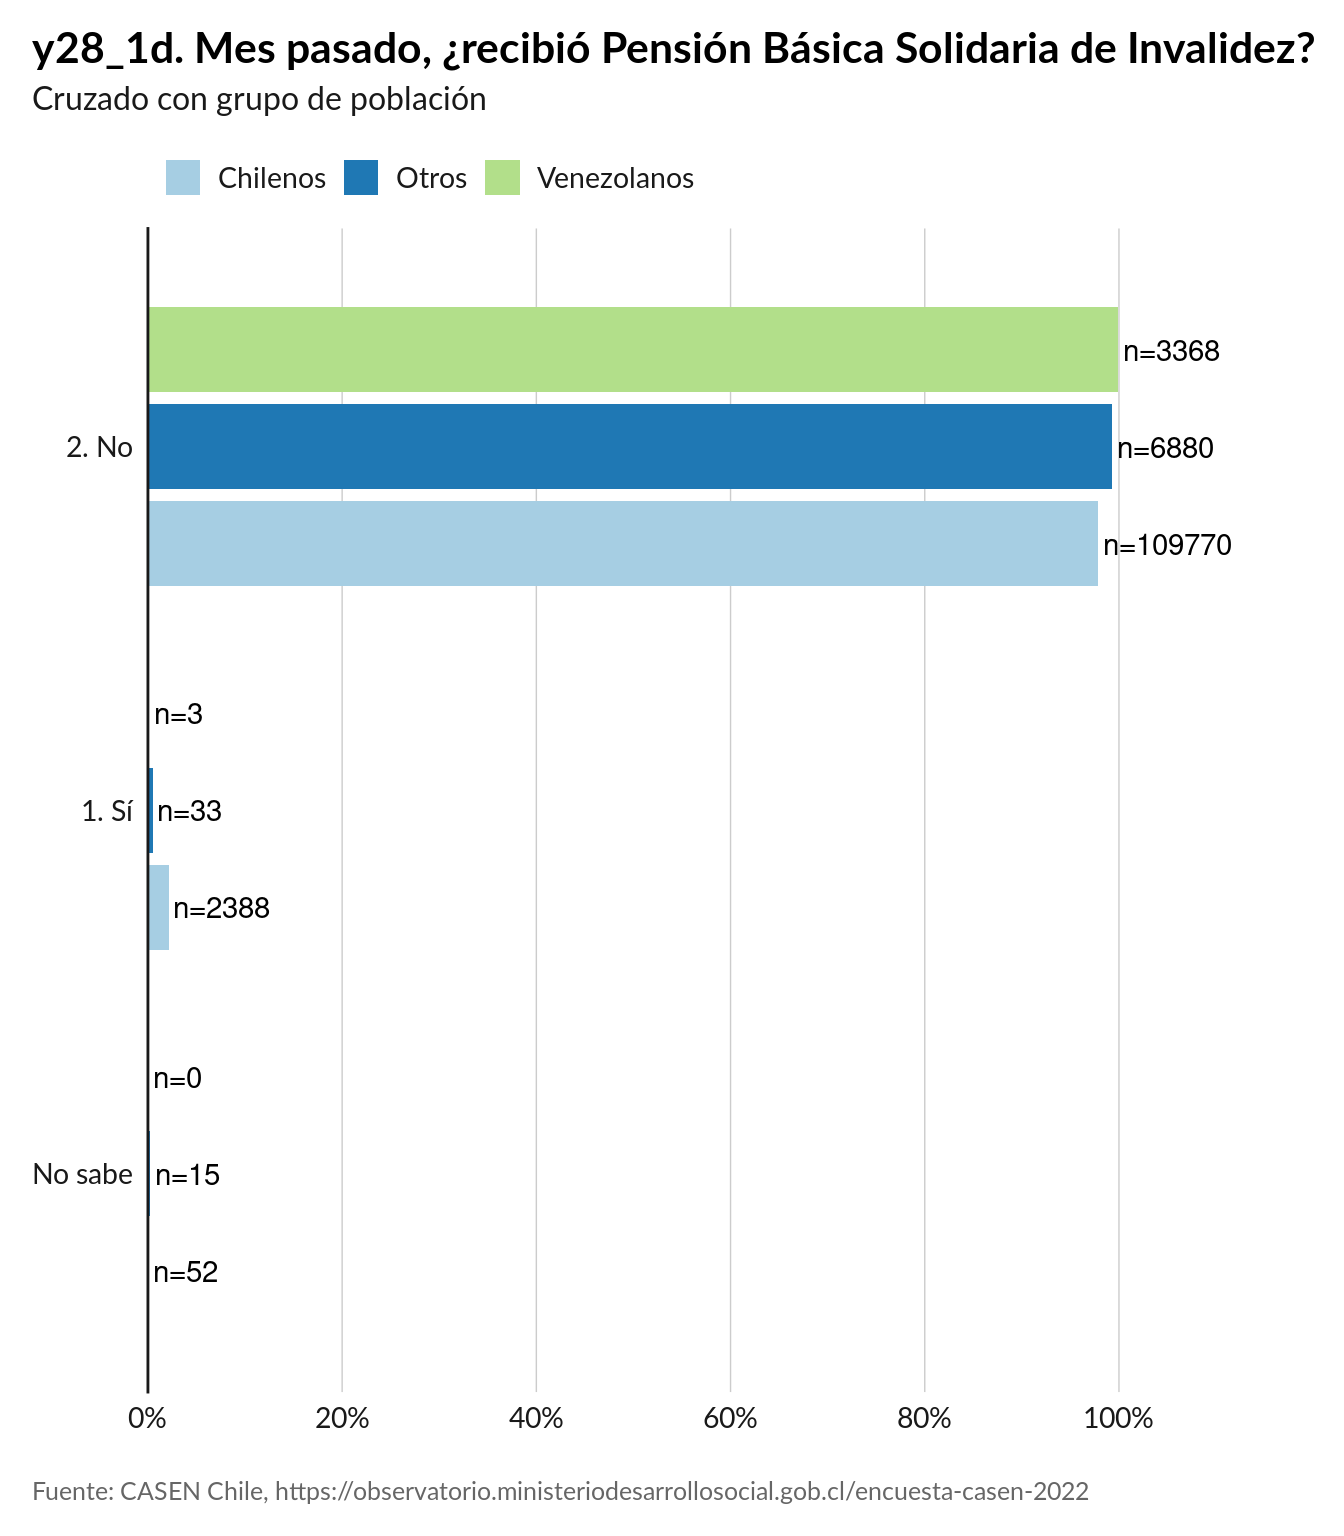 y28_1d. Mes pasado, ¿recibió Pensión Básica Solidaria de Invalidez?
Cruzado con grupo de población
Chilenos Otros Venezolanos
n=3368
2. No n=6880
n=109770
n=3
1. Sí n=33
n=2388
n=0
No sabe n=15
n=52
0% 20% 40% 60% 80% 100%
Fuente: CASEN Chile, https://observatorio.ministeriodesarrollosocial.gob.cl/encuesta-casen-2022